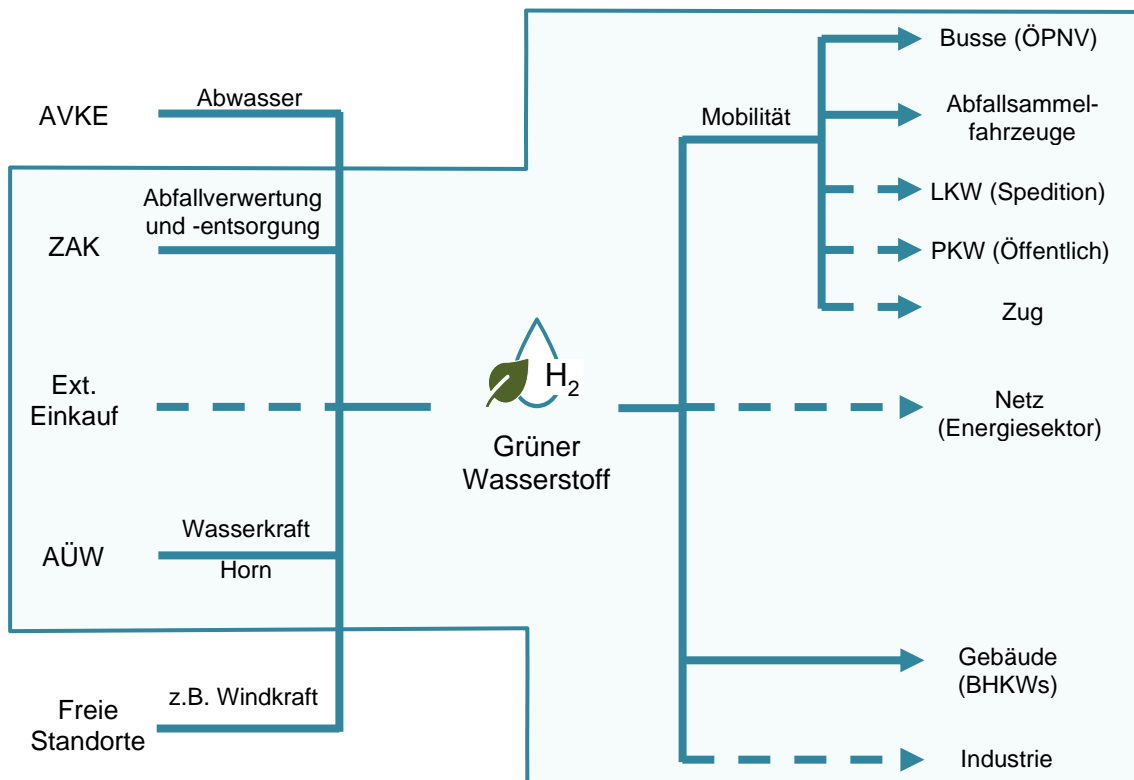 AVKE
Abwasser
ZAK
Abfallverwertung
und -entsorgung
Ext.
Einkauf
AÜW
Wasserkraft
Horn
Freie
Standorte
z.B. Windkraft
H2
Grüner
Wasserstoff
Mobilität
Busse (ÖPNV)
Abfallsammel-
fahrzeuge
LKW (Spedition)
PKW (Öffentlich)
Zug
Netz
(Energiesektor)
Gebäude
(BHKWs)
Industrie